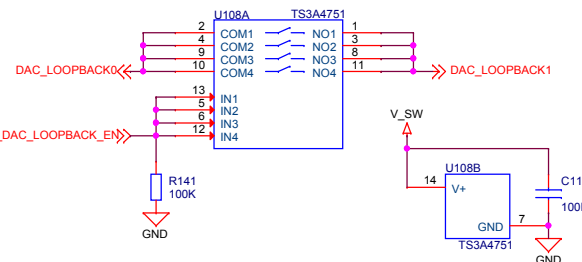 U108A TS3A4751
2 COM1 NO1 1
4 COM2 NO2 3
9 COM3 NO3 8
10 COM4 NO4 11
DAC_LOOPBACK0 DAC_LOOPBACK1
13 IN1
5 IN2
6 IN3
12 IN4
_DAC_LOOPBACK_EN
V_SW
R141
100K
GND
U108B
14 V+
C11
100
GND 7
TS3A4751
GND